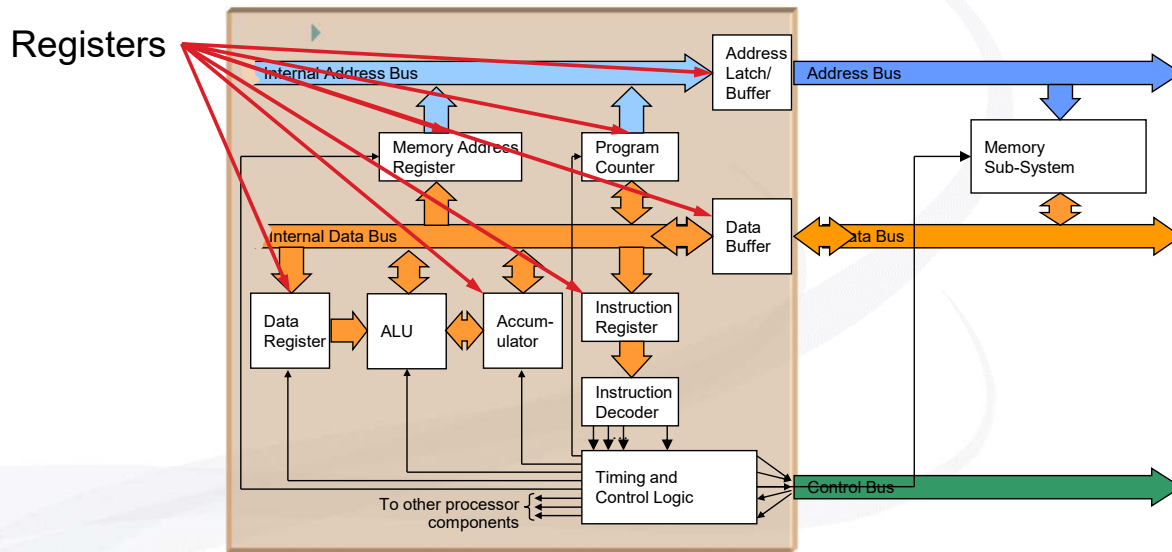 Registers
Internal Address Bus
Address
Latch/
Buffer
Address Bus
Memory Address
Register
Program
Counter
Memory
Sub-System
Internal Data Bus
Data
Buffer
Data Bus
Data
Register
ALU
Accum-
ulator
Instruction
Register
Instruction
Decoder
...
Timing and
Control Logic
Control Bus
To other processor
components